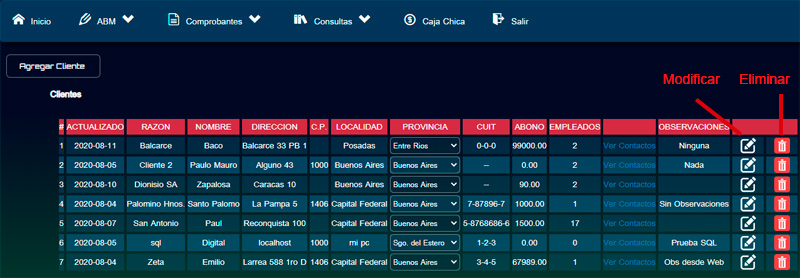 Inicio ABM Comprobantes Consultas Caja Chica Salir
Agregar Cliente
Modificar Eliminar
Clientes
# ACTUALIZADO RAZON NOMBRE DIRECCION C.P. LOCALIDAD PROVINCIA CUIT ABONO EMPLEADOS OBSERVACIONES
1 2020-08-11 Balcarce Baco Balcarce 33 PB 1 Posadas Entre Rios 0-0-0 99000.00 2 Ver Contactos Ninguna
2 2020-08-05 Cliente 2 Paulo Mauro Alguno 43 1000 Buenos Aires Buenos Aires -- 0.00 2 Ver Contactos Nada
3 2020-08-10 Dionisio SA Zapalosa Caracas 10 Buenos Aires Buenos Aires -- 90.00 2 Ver Contactos
4 2020-08-04 Palomino Hnos. Santo Palomo La Pampa 5 1406 Capital Federal Buenos Aires 7-87896-7 1000.00 1 Ver Contactos Sin Observaciones
5 2020-08-07 San Antonio Paul Reconquista 100 Capital Federal Buenos Aires 5-8768686-6 1500.00 17 Ver Contactos
6 2020-08-05 sql Digital localhost 1000 mi pc Sgo. del Estero 1-2-3 0.00 0 Ver Contactos Prueba SQL
7 2020-08-04 Zeta Emilio Larrea 588 1ro D 1406 Capital Federal Buenos Aires 3-4-5 67989.00 1 Ver Contactos Obs desde Web